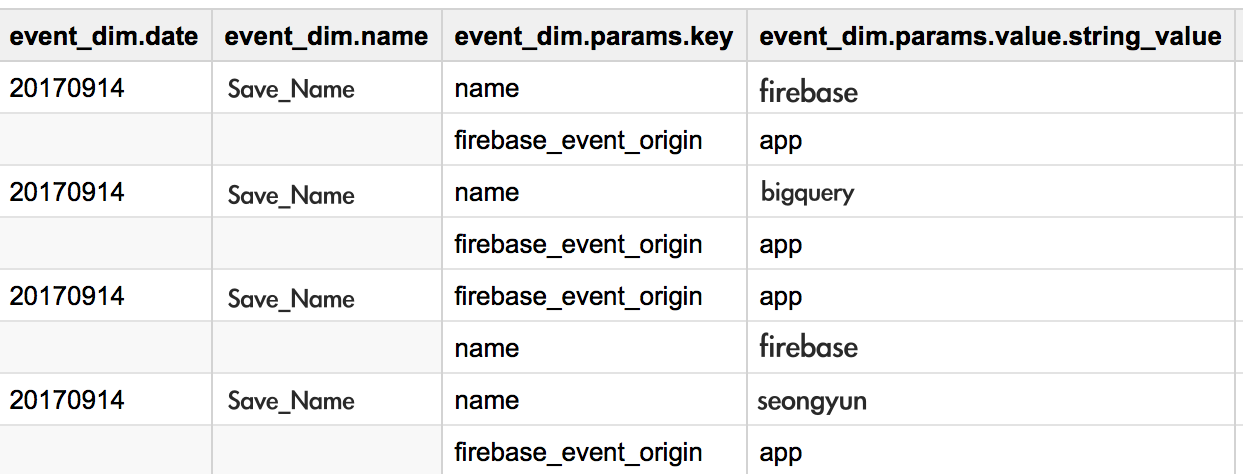 event_dim.date event_dim.name event_dim.params.key event_dim.params.value.string_value
20170914 Save_Name name firebase
firebase_event_origin app
20170914 Save_Name name bigquery
firebase_event_origin app
20170914 Save_Name firebase_event_origin app
name firebase
20170914 Save_Name name seongyun
firebase_event_origin app